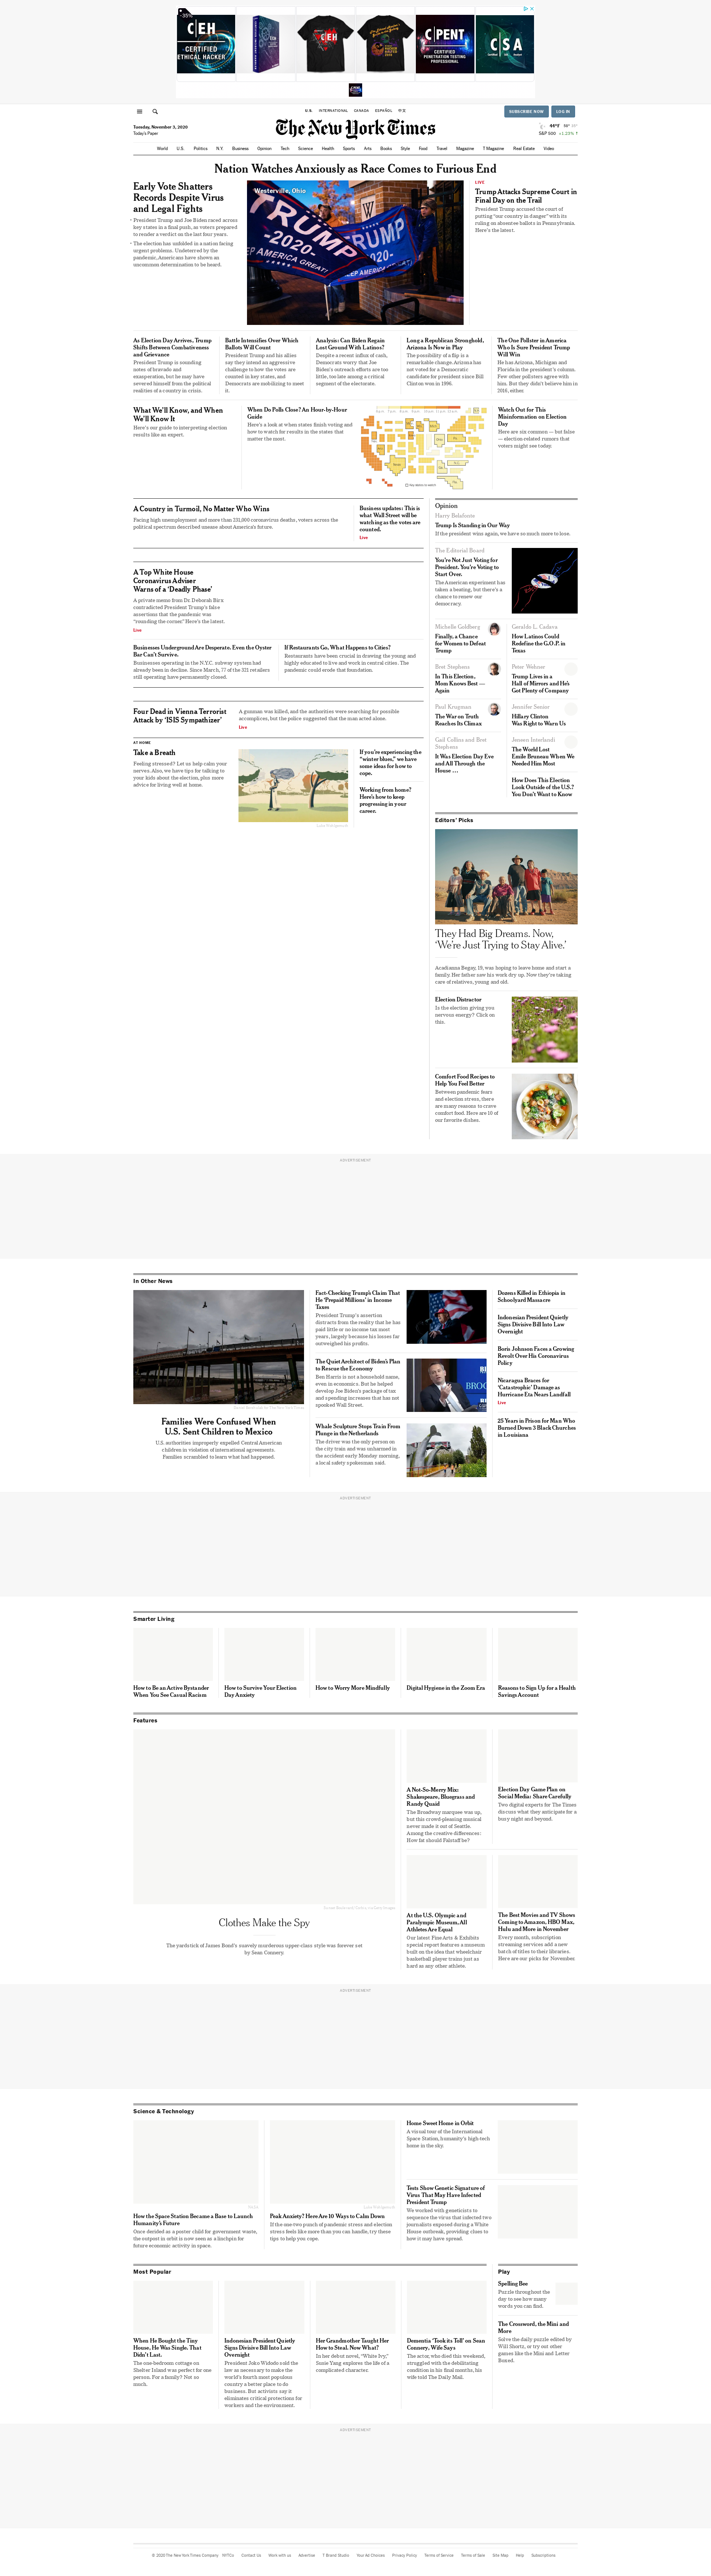 -35%
C|EH
CERTIFIED
ETHICAL HACKER
C|EH
C|PENT
CERTIFIED
PENETRATION TESTING
PROFESSIONAL
C|SA
U.S. INTERNATIONAL CANADA ESPAÑOL 中文
SUBSCRIBE NOW LOG IN
Tuesday, November 3, 2020
Today's Paper
The New York Times
S&P 500
World U.S. Politics N.Y. Business Opinion Tech Science Health Sports Arts Books Style Food Travel Magazine T Magazine Real Estate Video
Nation Watches Anxiously as Race Comes to Furious End
Early Vote Shatters
Records Despite Virus
and Legal Fights
• President Trump and Joe Biden raced across
key states in a final push, as voters prepared
to render a verdict on the last four years.
• The election has unfolded in a nation facing
urgent problems. Undeterred by the
pandemic, Americans have shown an
uncommon determination to be heard.
Westerville, Ohio
TRUMP
2020
TRUMP
KEEP AMERICA GREAT!
2020
LIVE
Trump Attacks Supreme Court in
Final Day on the Trail
President Trump accused the court of
putting "our country in danger" with its
ruling on absentee ballots in Pennsylvania.
Here's the latest.
As Election Day Arrives, Trump
Shifts Between Combativeness
and Grievance
President Trump is sounding
notes of bravado and
exasperation, but he may have
severed himself from the political
realities of a country in crisis.
Battle Intensifies Over Which
Ballots Will Count
President Trump and his allies
say they intend an aggressive
challenge to how the votes are
counted in key states, and
Democrats are mobilizing to meet
it.
Analysis: Can Biden Regain
Lost Ground With Latinos?
Despite a recent influx of cash,
Democrats worry that Joe
Biden's outreach efforts are too
little, too late among a critical
segment of the electorate.
Long a Republican Stronghold,
Arizona Is Now in Play
The possibility of a flip is a
remarkable change. Arizona has
not voted for a Democratic
candidate for president since Bill
Clinton won in 1996.
The One Pollster in America
Who Is Sure President Trump
Will Win
He has Arizona, Michigan and
Florida in the president's column.
Few other pollsters agree with
him. But they didn't believe him in
2016, either.
What We'll Know, and When
We'll Know It
Here's our guide to interpreting election
results like an expert.
When Do Polls Close? An Hour-by-Hour
Guide
Here's a look at when states finish voting and
how to watch for results in the states that
matter the most.
Watch Out for This
Misinformation on Election
Day
Here are six common — but false
— election-related rumors that
voters might see today.
A Country in Turmoil, No Matter Who Wins
Facing high unemployment and more than 231,000 coronavirus deaths, voters across the
political spectrum described unease about America's future.
Business updates: This is
what Wall Street will be
watching as the votes are
counted.
Live
A Top White House
Coronavirus Adviser
Warns of a 'Deadly Phase'
A private memo from Dr. Deborah Birx
contradicted President Trump's false
assertions that the pandemic was
"rounding the corner." Here's the latest.
Live
Businesses Underground Are Desperate. Even the Oyster
Bar Can't Survive.
Businesses operating in the N.Y.C. subway system had
already been in decline. Since March, 77 of the 321 retailers
still operating have permanently closed.
If Restaurants Go, What Happens to Cities?
Restaurants have been crucial in drawing the young and
highly educated to live and work in central cities. The
pandemic could erode that foundation.
Four Dead in Vienna Terrorist
Attack by 'ISIS Sympathizer'
A gunman was killed, and the authorities were searching for possible
accomplices, but the police suggested that the man acted alone.
Live
AT HOME
Take a Breath
Feeling stressed? Let us help calm your
nerves. Also, we have tips for talking to
your kids about the election, plus more
advice for living well at home.
If you're experiencing the
"winter blues," we have
some ideas for how to
cope.
Working from home?
Here's how to keep
progressing in your
career.
Opinion
Harry Belafonte
Trump Is Standing in Our Way
If the president wins again, we have so much more to lose.
The Editorial Board
You're Not Just Voting for
President. You're Voting to
Start Over.
The American experiment has
taken a beating, but there's a
chance to renew our
democracy.
Michelle Goldberg
Finally, a Chance
for Women to Defeat
Trump
Geraldo L. Cadava
How Latinos Could
Redefine the G.O.P. in
Texas
Bret Stephens
In This Election,
Mom Knows Best —
Again
Peter Wehner
Trump Lives in a
Hall of Mirrors and He's
Got Plenty of Company
Paul Krugman
The War on Truth
Reaches Its Climax
Jennifer Senior
Hillary Clinton
Was Right to Warn Us
Gail Collins and Bret
Stephens
It Was Election Day Eve
and All Through the
House …
Jeneen Interlandi
The World Lost
Emile Bruneau When We
Needed Him Most
How Does This Election
Look Outside of the U.S.?
You Don't Want to Know
Editors' Picks
They Had Big Dreams. Now,
'We're Just Trying to Stay Alive.'
Acadianna Begay, 19, was hoping to leave home and start a
family. Her father saw his work dry up. Now they're taking
care of relatives, young and old.
Election Distractor
Is the election giving you
nervous energy? Click on
this.
Comfort Food Recipes to
Help You Feel Better
Between pandemic fears
and election stress, there
are many reasons to crave
comfort food. Here are 10 of
our favorite dishes.
ADVERTISEMENT
In Other News
Families Were Confused When
U.S. Sent Children to Mexico
U.S. authorities improperly expelled Central American
children in violation of international agreements.
Families scrambled to learn what had happened.
Fact-Checking Trump's Claim That
He 'Prepaid Millions' in Income
Taxes
President Trump's assertion
distracts from the reality that he has
paid little or no income tax most
years, largely because his losses far
outweighed his profits.
The Quiet Architect of Biden's Plan
to Rescue the Economy
Ben Harris is not a household name,
even in economics. But he helped
develop Joe Biden's package of tax
and spending increases that has not
spooked Wall Street.
Whale Sculpture Stops Train From
Plunge in the Netherlands
The driver was the only person on
the city train and was unharmed in
the accident early Monday morning,
a local safety spokesman said.
Dozens Killed in Ethiopia in
Schoolyard Massacre
Indonesian President Quietly
Signs Divisive Bill Into Law
Overnight
Boris Johnson Faces a Growing
Revolt Over His Coronavirus
Policy
Nicaragua Braces for
'Catastrophic' Damage as
Hurricane Eta Nears Landfall
Live
25 Years in Prison for Man Who
Burned Down 3 Black Churches
in Louisiana
ADVERTISEMENT
Smarter Living
How to Be an Active Bystander
When You See Casual Racism
How to Survive Your Election
Day Anxiety
How to Worry More Mindfully
Digital Hygiene in the Zoom Era
Reasons to Sign Up for a Health
Savings Account
Features
Clothes Make the Spy
The yardstick of James Bond's suavely murderous upper-class style was forever set
by Sean Connery.
A Not-So-Merry Mix:
Shakespeare, Bluegrass and
Randy Quaid
The Broadway marquee was up,
but this crowd-pleasing musical
never made it out of Seattle.
Among the creative differences:
How fat should Falstaff be?
Election Day Game Plan on
Social Media: Share Carefully
Two digital experts for The Times
discuss what they anticipate for a
busy night and beyond.
At the U.S. Olympic and
Paralympic Museum, All
Athletes Are Equal
Our latest Fine Arts & Exhibits
special report features a museum
built on the idea that wheelchair
basketball player trains just as
hard as any other athlete.
The Best Movies and TV Shows
Coming to Amazon, HBO Max,
Hulu and More in November
Every month, subscription
streaming services add a new
batch of titles to their libraries.
Here are our picks for November.
ADVERTISEMENT
Science & Technology
How the Space Station Became a Base to Launch
Humanity's Future
Once derided as a poster child for government waste,
the outpost in orbit is now seen as a linchpin for
future economic activity in space.
Peak Anxiety? Here Are 10 Ways to Calm Down
If the one-two punch of pandemic stress and election
stress feels like more than you can handle, try these
tips to help you cope.
Home Sweet Home in Orbit
A visual tour of the International
Space Station, humanity's high-tech
home in the sky.
Tests Show Genetic Signature of
Virus That May Have Infected
President Trump
We worked with geneticists to
sequence the virus that infected two
journalists exposed during a White
House outbreak, providing clues to
how it may have spread.
Most Popular
When He Bought the Tiny
House, He Was Single. That
Didn't Last.
The one-bedroom cottage on
Shelter Island was perfect for one
person. For a family? Not so
much.
Indonesian President Quietly
Signs Divisive Bill Into Law
Overnight
President Joko Widodo said the
law as necessary to make the
world's fourth most populous
country a better place to do
business. But activists say it
eliminates critical protections for
workers and the environment.
Her Grandmother Taught Her
How to Steal. Now What?
In her debut novel, "White Ivy,"
Susie Yang explores the life of a
complicated character.
Dementia 'Took its Toll' on Sean
Connery, Wife Says
The actor, who died this weekend,
struggled with the debilitating
condition in his final months, his
wife told The Daily Mail.
Play
Spelling Bee
Puzzle throughout the
day to see how many
words you can find.
The Crossword, the Mini and
More
Solve the daily puzzle edited by
Will Shortz, or try out other
games like the Mini and Letter
Boxed.
ADVERTISEMENT
© 2020 The New York Times Company NYTCo Contact Us Work with us Advertise T Brand Studio Your Ad Choices Privacy Policy Terms of Service Terms of Sale Site Map Help Subscriptions